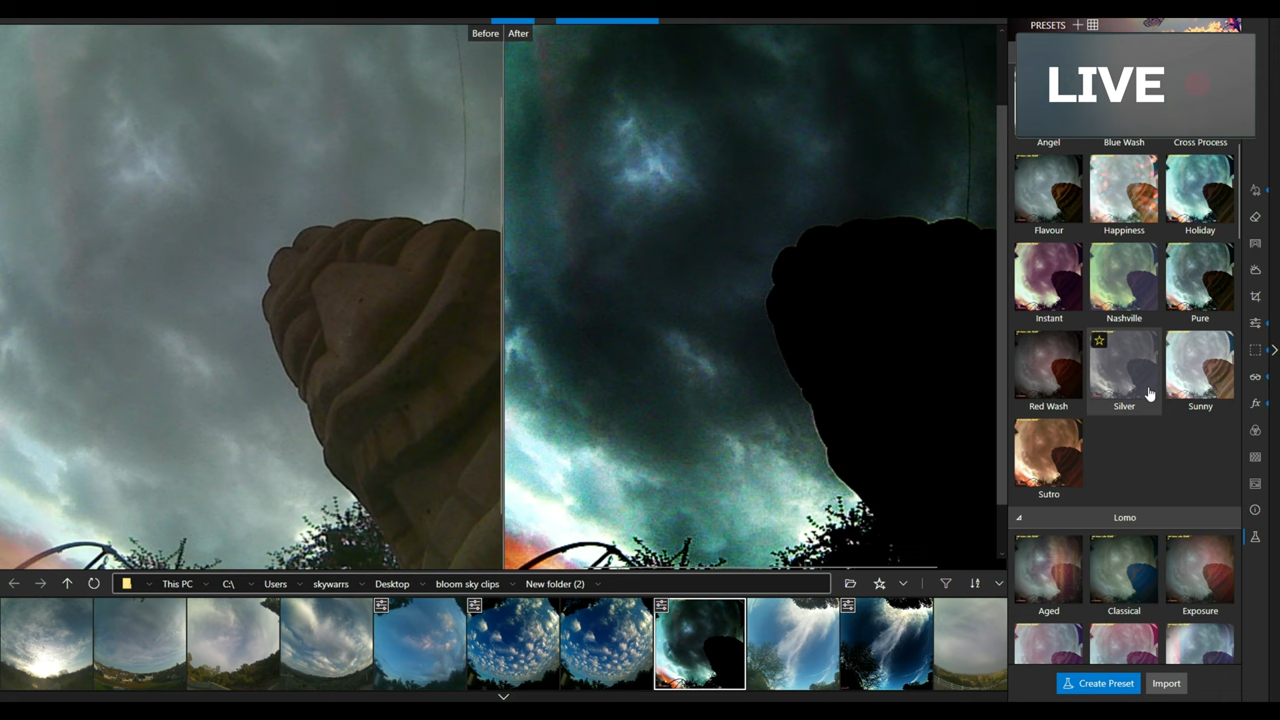 Before After
PRESETS
LIVE
Angel Blue Wash Cross Process
Flavour Happiness Holiday
Instant Nashville Pure
Red Wash Silver Sunny
Sutro
Lomo
Aged Classical Exposure
This PC C:\ Users skywarrs Desktop bloom sky clips New folder (2)
Create Preset Import